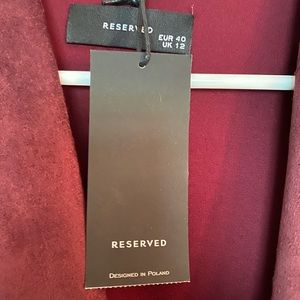 RESERVED
EUR 40
UK 12
RESERVED
DESIGNED IN POLAND